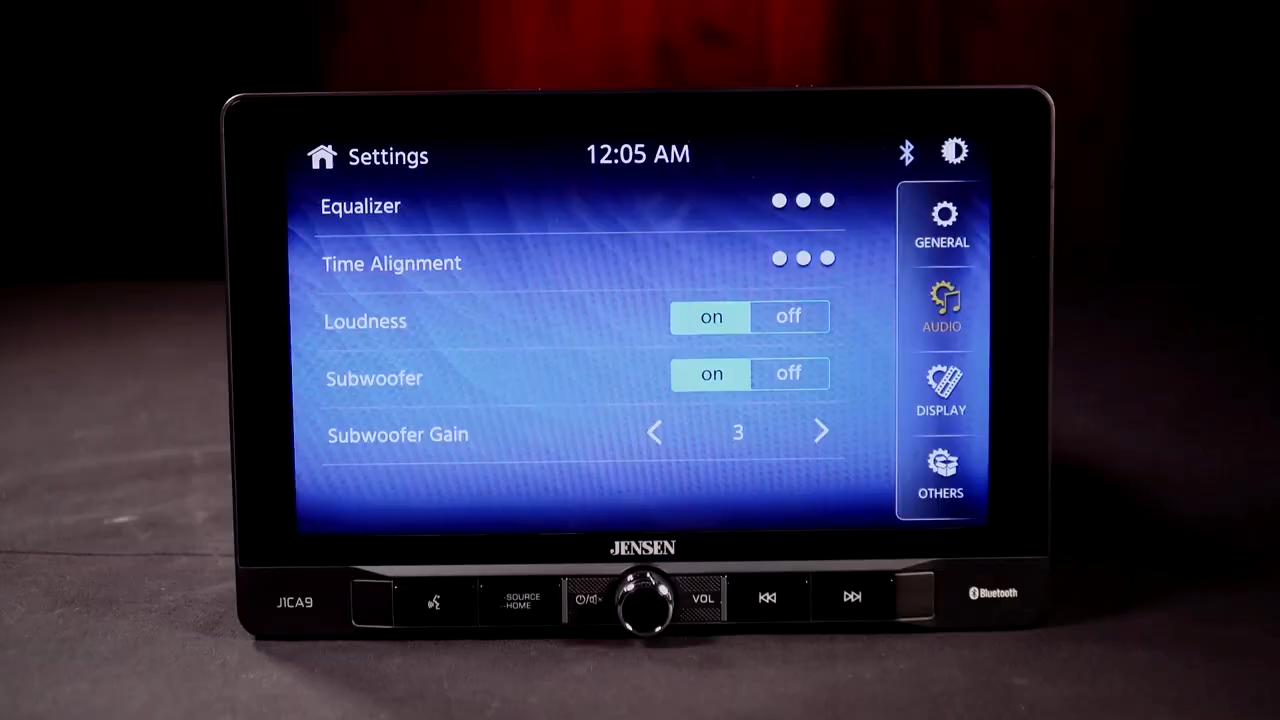 Settings 12:05 AM
Equalizer
Time Alignment
Loudness on off
Subwoofer on off
Subwoofer Gain 3
GENERAL
AUDIO
DISPLAY
OTHERS
JENSEN
J1CA9
-SOURCE
--HOME
VOL
Bluetooth